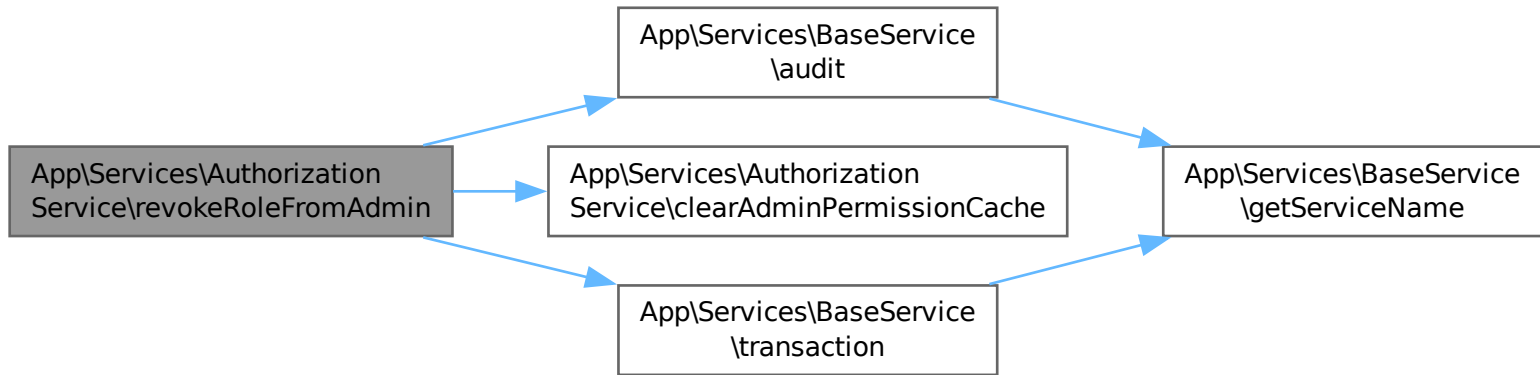 App\Services\Authorization
Service\revokeRoleFromAdmin
App\Services\BaseService
\audit
App\Services\Authorization
Service\clearAdminPermissionCache
App\Services\BaseService
\transaction
App\Services\BaseService
\getServiceName